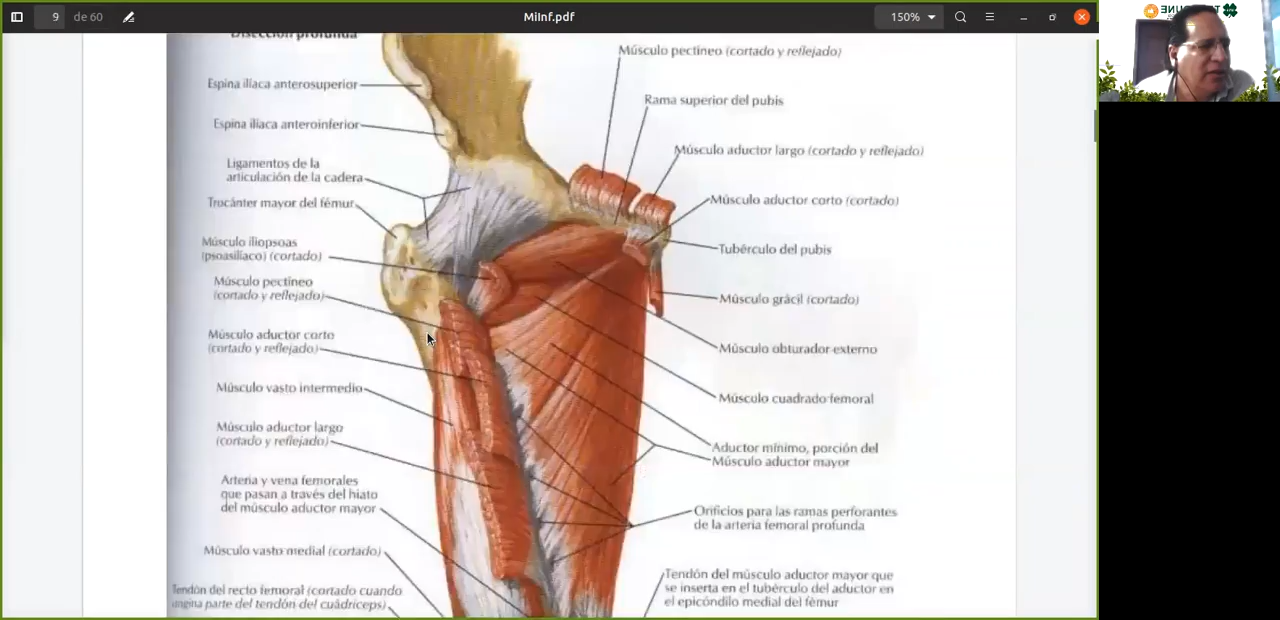 9 de 60
MiInf.pdf
150%
Disección profunda
Músculo pectíneo (cortado y reflejado)
Espina ilíaca anterosuperior
Rama superior del pubis
Espina ilíaca anteroinferior
Músculo aductor largo (cortado y reflejado)
Ligamentos de la
articulación de la cadera
Trocánter mayor del fémur
Músculo aductor corto (cortado)
Músculo iliopsoas
(psoasilíaco) (cortado)
Tubérculo del pubis
Músculo pectíneo
(cortado y reflejado)
Músculo grácil (cortado)
Músculo aductor corto
(cortado y reflejado)
Músculo obturador externo
Músculo vasto intermedio
Músculo cuadrado femoral
Músculo aductor largo
(cortado y reflejado)
Aductor mínimo, porción del
Músculo aductor mayor
Arteria y vena femorales
que pasan a través del hiato
del músculo aductor mayor
Orificios para las ramas perforantes
de la arteria femoral profunda
Músculo vasto medial (cortado)
Tendón del recto femoral (cortado cuando
origina parte del tendón del cuádriceps)
Tendón del músculo aductor mayor que
se inserta en el tubérculo del aductor en
el epicóndilo medial del fémur